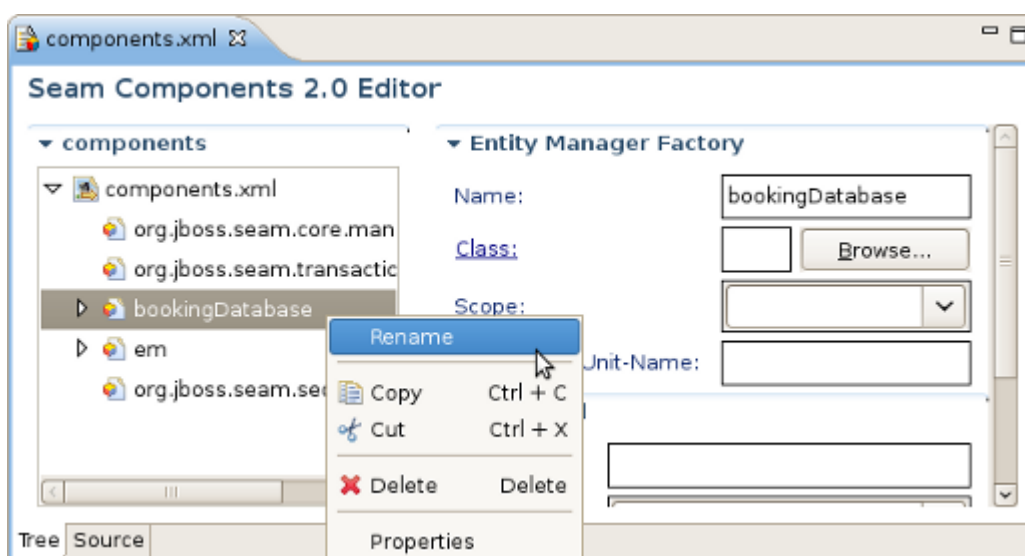 components.xml
Seam Components 2.0 Editor
components
components.xml
org.jboss.seam.core.man
org.jboss.seam.transactic
bookingDatabase
em
org.jboss.seam.sec
Entity Manager Factory
Name: bookingDatabase
Class: Browse...
Scope:
Unit-Name:
Rename
Copy Ctrl + C
Cut Ctrl + X
Delete Delete
Properties
Tree Source